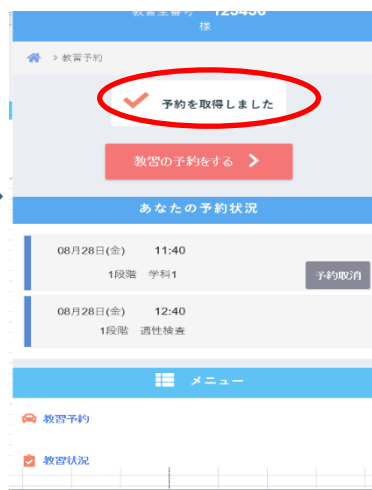 教習生番号 123456
様
> 教習予約
予約を取得しました
教習の予約をする
あなたの予約状況
08月28日(金) 11:40
1段階 学科1
予約取消
08月28日(金) 12:40
1段階 適性検査
メニュー
教習予約
教習状況